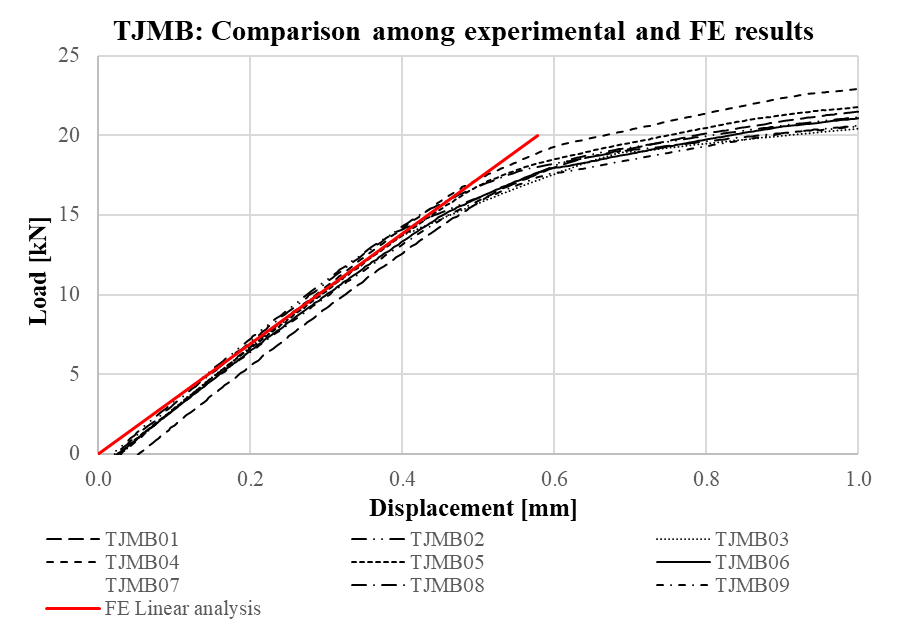 TJMB: Comparison among experimental and FE results
25
20
15
10
5
0
Load [kN]
0.0 0.2 0.4 0.6 0.8 1.0
Displacement [mm]
TJMB01 TJMB02 TJMB03
TJMB04 TJMB05 TJMB06
TJMB07 TJMB08 TJMB09
FE Linear analysis